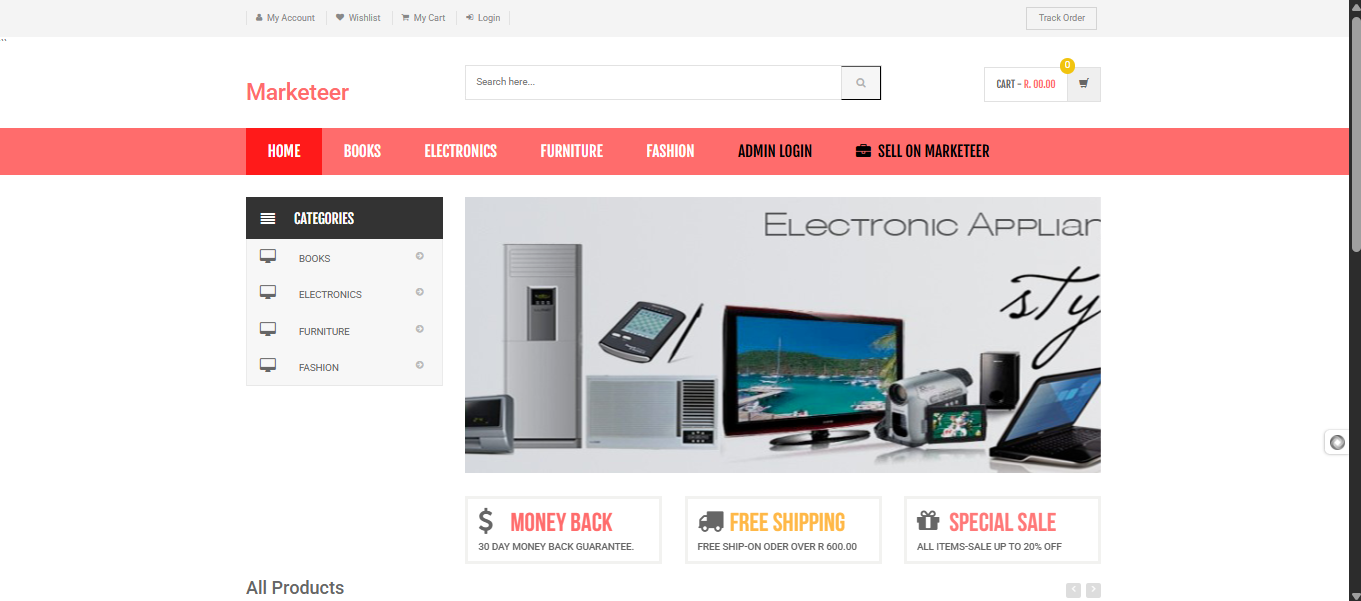 My Account Wishlist My Cart Login Track Order
``
Marketeer
Search here...
CART - R. 00.00
0
HOME BOOKS ELECTRONICS FURNITURE FASHION ADMIN LOGIN SELL ON MARKETEER
CATEGORIES
BOOKS
ELECTRONICS
FURNITURE
FASHION
Electronic Applian
sty
MONEY BACK
30 DAY MONEY BACK GUARANTEE.
FREE SHIPPING
FREE SHIP-ON ODER OVER R 600.00
SPECIAL SALE
ALL ITEMS-SALE UP TO 20% OFF
All Products